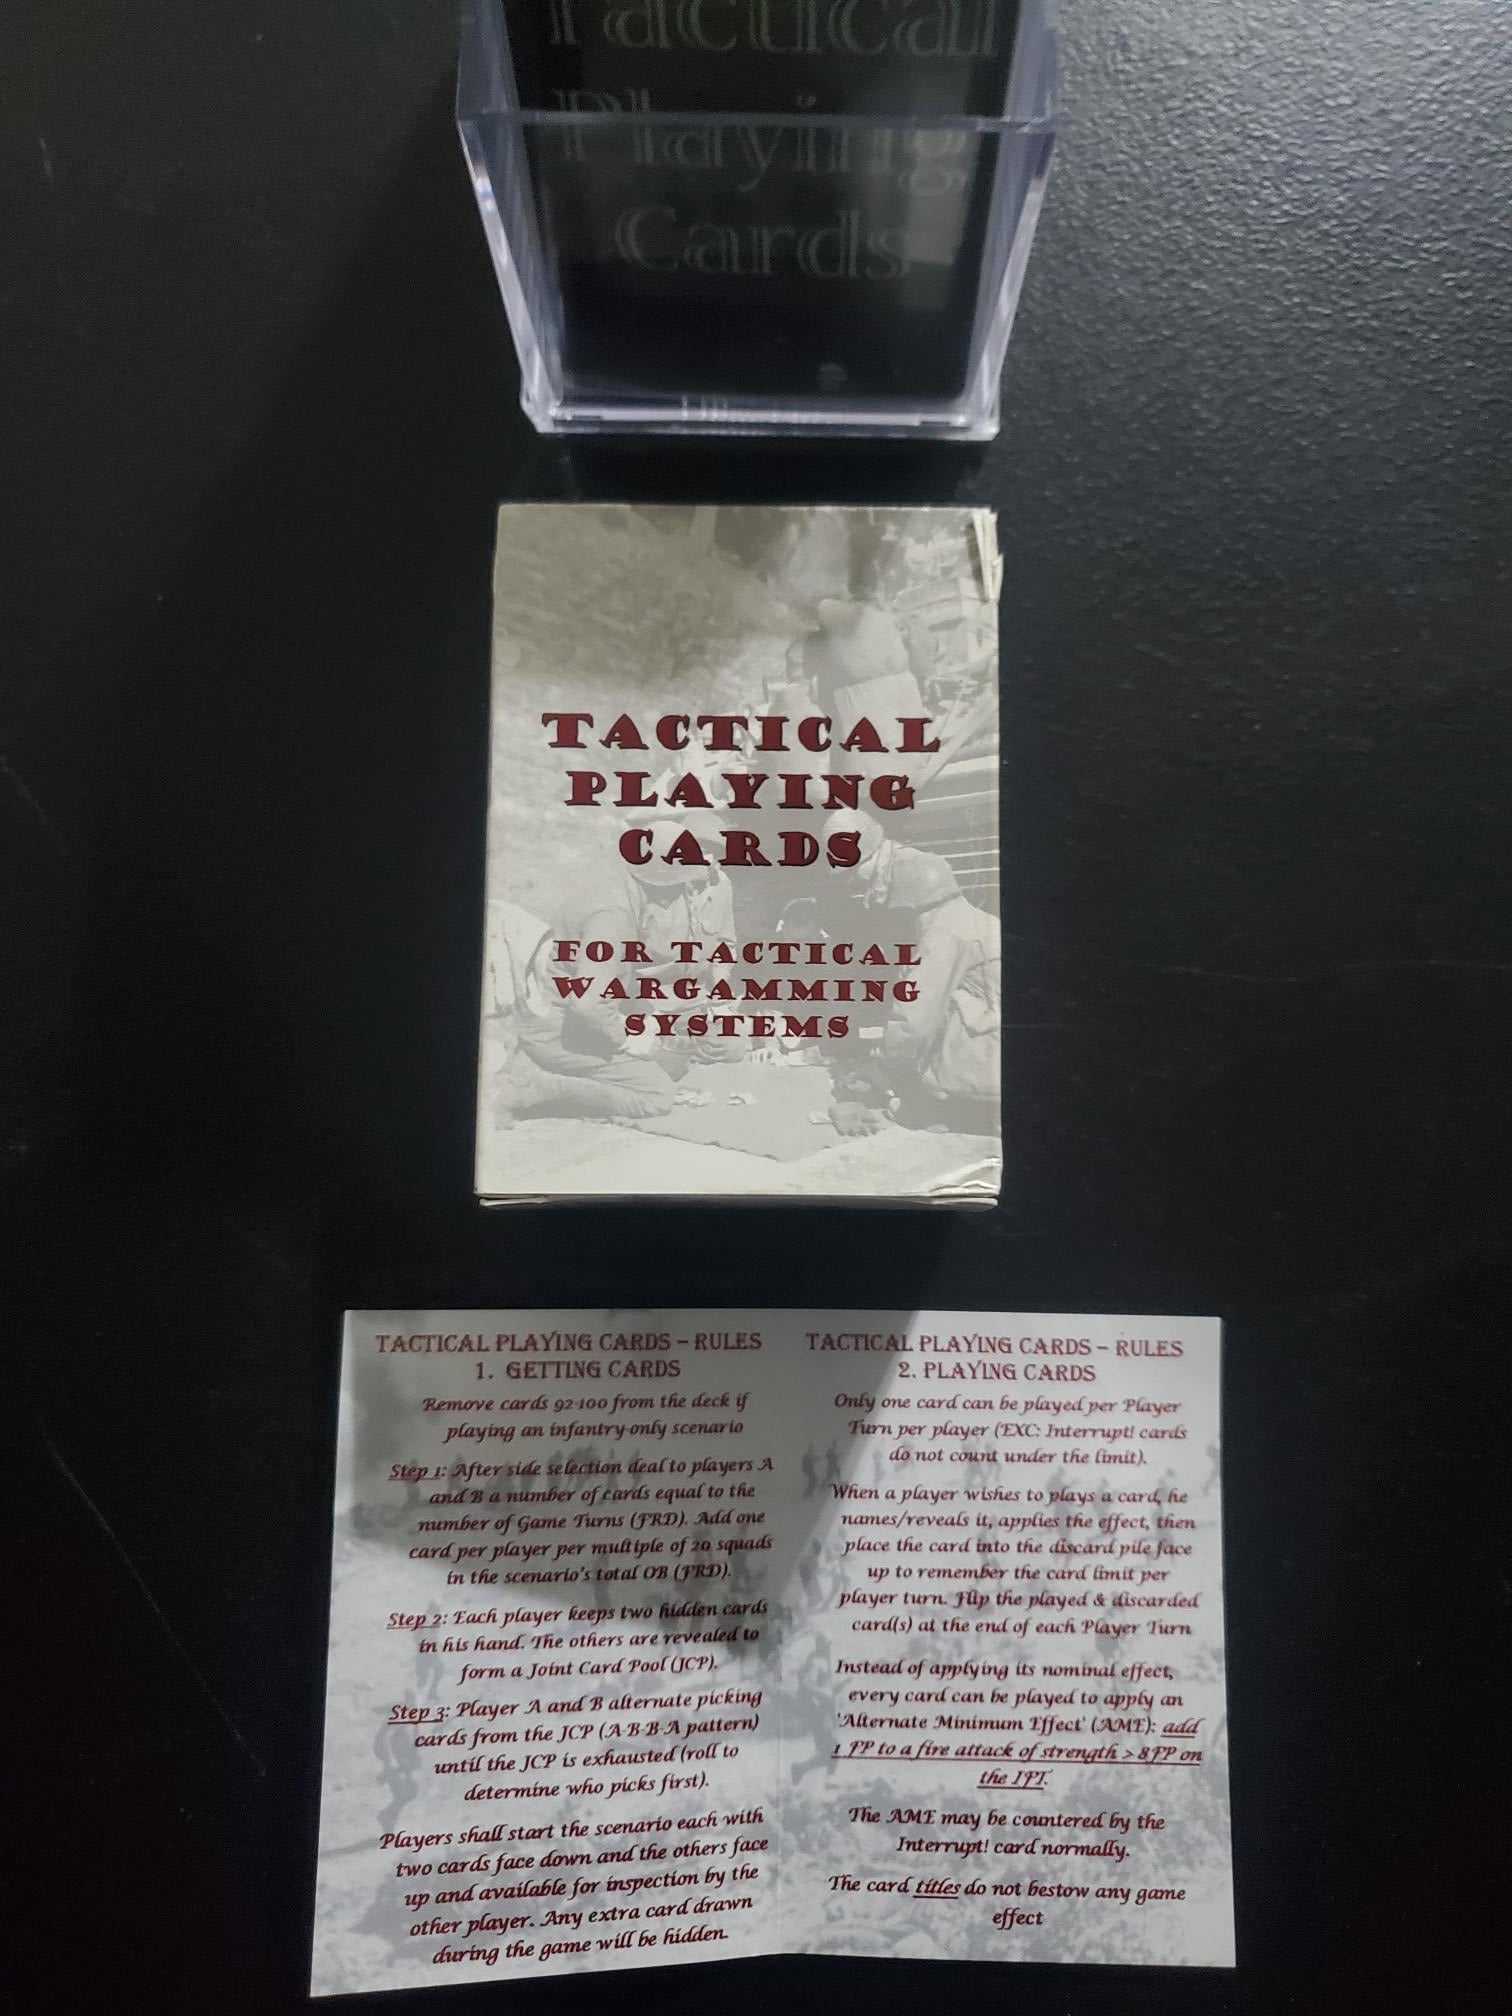 Tactical
Playing
Cards
TACTICAL
PLAYING
CARDS
FOR TACTICAL
WARGAMMING
SYSTEMS
TACTICAL PLAYING CARDS – RULES
1. GETTING CARDS
Remove cards 92-100 from the deck if
playing an infantry-only scenario
Step 1: After side selection deal to players A
and B a number of cards equal to the
number of Game Turns (FRD). Add one
card per player per multiple of 20 squads
in the scenario's total OB (FRD).
Step 2: Each player keeps two hidden cards
in his hand. The others are revealed to
form a Joint Card Pool (JCP).
Step 3: Player A and B alternate picking
cards from the JCP (A-B-B-A pattern)
until the JCP is exhausted (roll to
determine who picks first).
Players shall start the scenario each with
two cards face down and the others face
up and available for inspection by the
other player. Any extra card drawn
during the game will be hidden.
TACTICAL PLAYING CARDS – RULES
2. PLAYING CARDS
Only one card can be played per Player
Turn per player (EXC: Interrupt! cards
do not count under the limit).
When a player wishes to plays a card, he
names/reveals it, applies the effect, then
place the card into the discard pile face
up to remember the card limit per
player turn. Flip the played & discarded
card(s) at the end of each Player Turn
Instead of applying its nominal effect,
every card can be played to apply an
'Alternate Minimum Effect' (AME): add
1 FP to a fire attack of strength > 8FP on
the IFT.
The AME may be countered by the
Interrupt! card normally.
The card titles do not bestow any game
effect